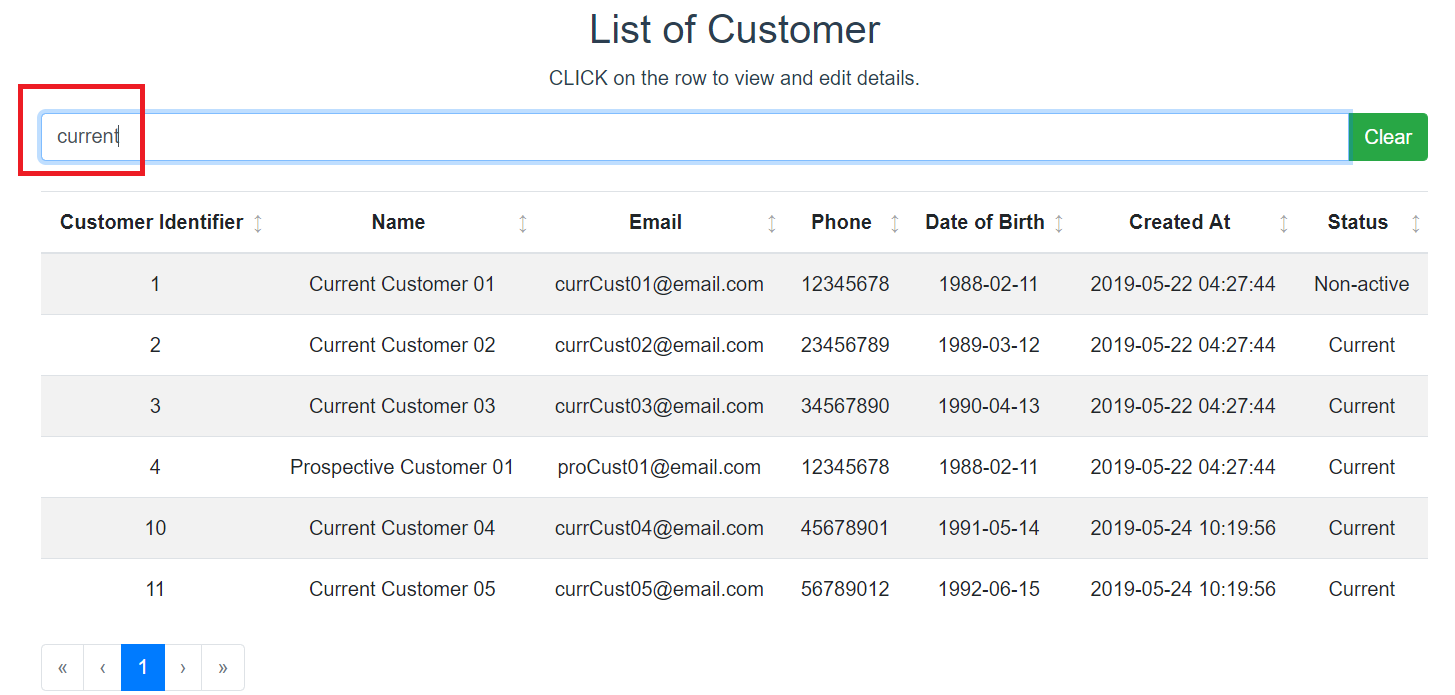 List of Customer
CLICK on the row to view and edit details.
current Clear
Customer Identifier Name Email Phone Date of Birth Created At Status
1 Current Customer 01 currCust01@email.com 12345678 1988-02-11 2019-05-22 04:27:44 Non-active
2 Current Customer 02 currCust02@email.com 23456789 1989-03-12 2019-05-22 04:27:44 Current
3 Current Customer 03 currCust03@email.com 34567890 1990-04-13 2019-05-22 04:27:44 Current
4 Prospective Customer 01 proCust01@email.com 12345678 1988-02-11 2019-05-22 04:27:44 Current
10 Current Customer 04 currCust04@email.com 45678901 1991-05-14 2019-05-24 10:19:56 Current
11 Current Customer 05 currCust05@email.com 56789012 1992-06-15 2019-05-24 10:19:56 Current
« ‹ 1 › »